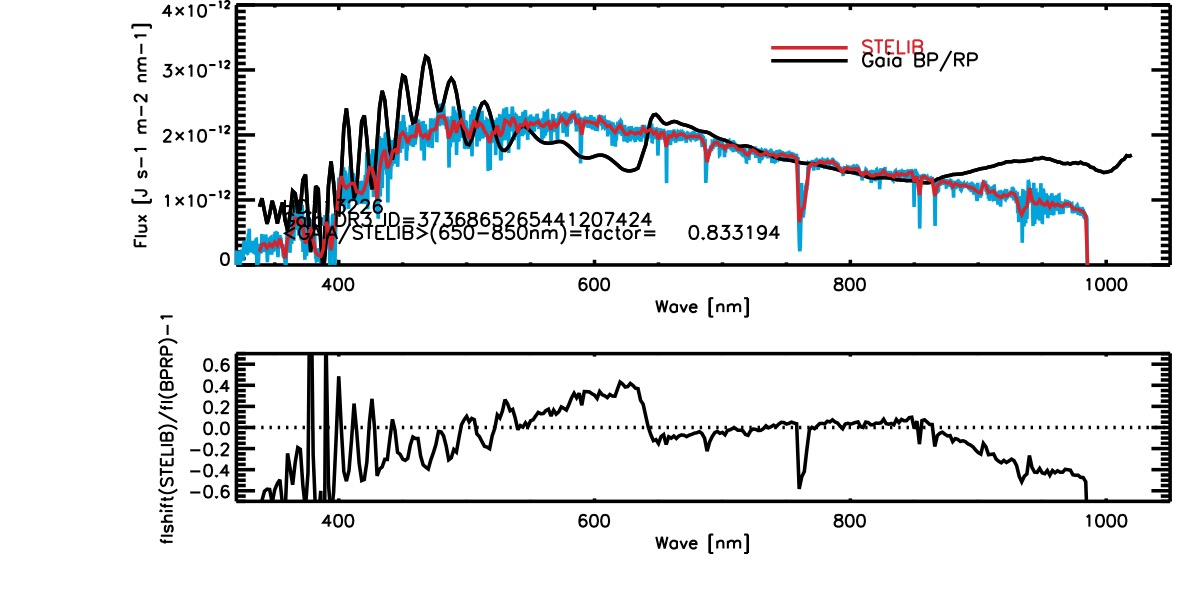 4×10−12
3×10−12
2×10−12
1×10−12
0
Flux [J s−1 m−2 nm−1]
STELIB
Gaia BP/RP
3226
Gaia DR3 ID=3736865265441207424
<GAIA/STELIB>(650−850nm)=factor= 0.833194
400 600 800 1000
Wave [nm]
flshift(STELIB)/fl(BPRP)−1
0.6
0.4
0.2
0.0
−0.2
−0.4
−0.6
400 600 800 1000
Wave [nm]